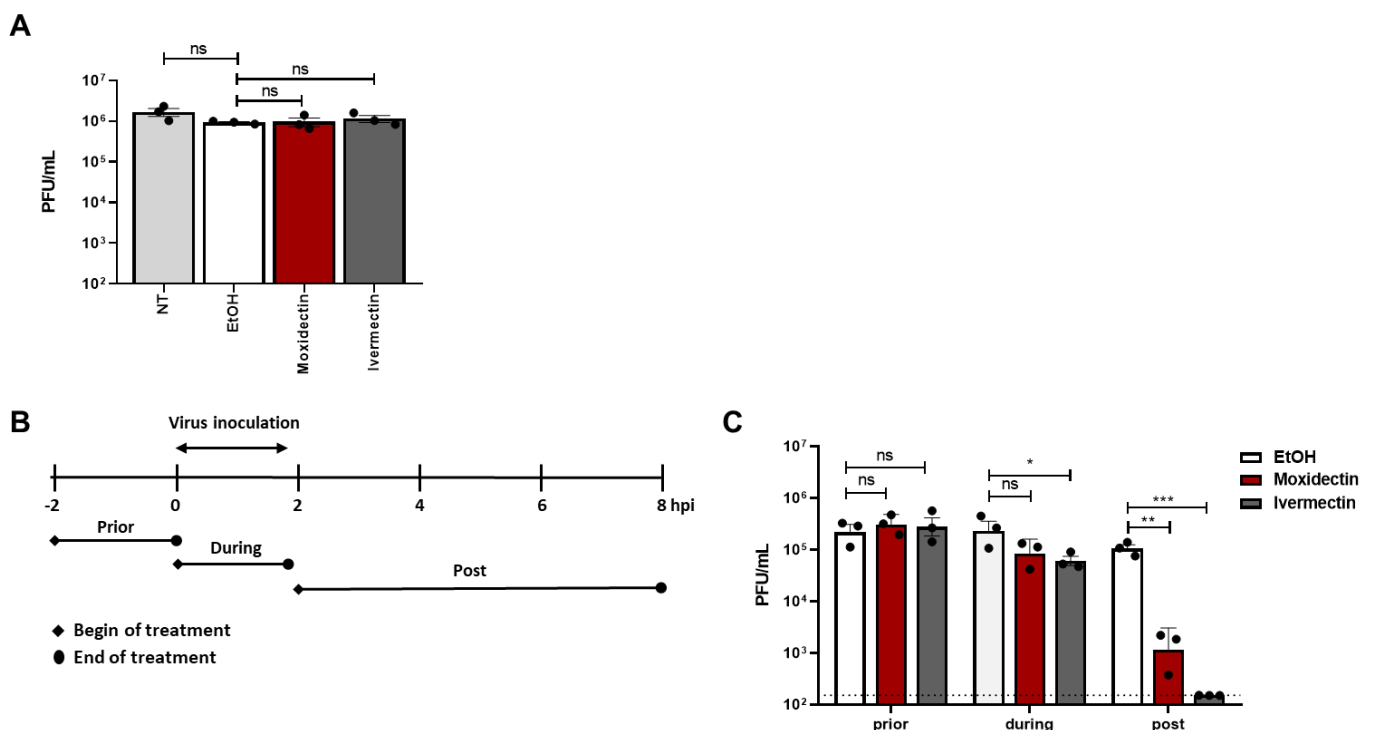 A
ns
ns
ns
10⁷
10⁶
10⁵
10⁴
10³
10²
PFU/mL
NT
EtOH
Moxidectin
Ivermectin
B
Virus inoculation
-2 0 2 4 6 8 hpi
Prior
During
Post
Begin of treatment
End of treatment
C
10⁷
10⁶
10⁵
10⁴
10³
10²
PFU/mL
ns
ns
*
ns
***
**
prior during post
EtOH
Moxidectin
Ivermectin